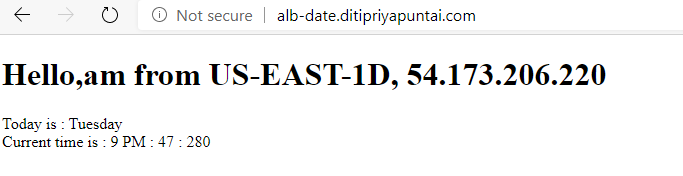 Not secure | alb-date.ditipriyapuntai.com
Hello,am from US-EAST-1D, 54.173.206.220
Today is : Tuesday
Current time is : 9 PM : 47 : 280